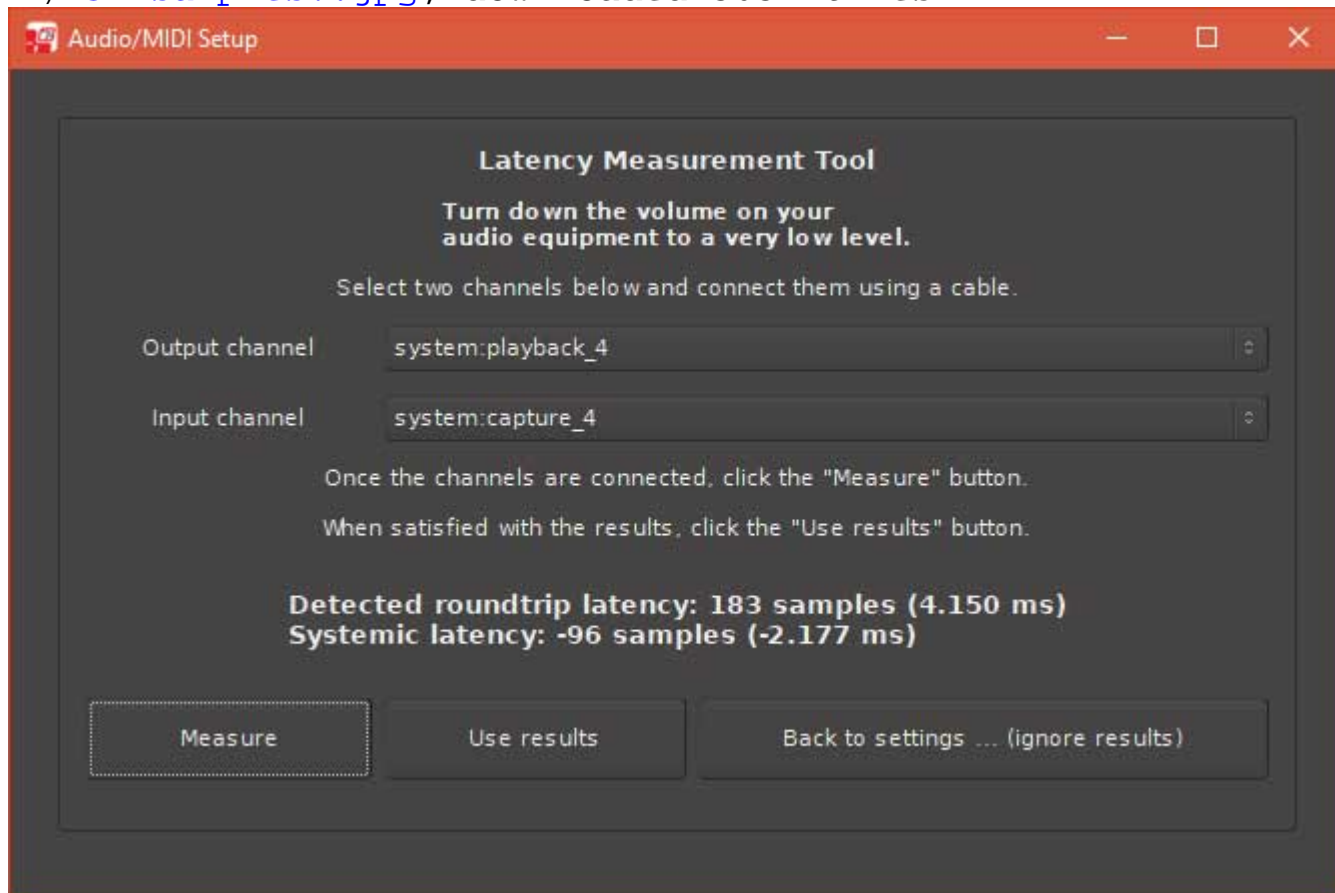 Audio/MIDI Setup
Latency Measurement Tool
Turn down the volume on your
audio equipment to a very low level.
Select two channels below and connect them using a cable.
Output channel system:playback_4
Input channel system:capture_4
Once the channels are connected, click the "Measure" button.
When satisfied with the results, click the "Use results" button.
Detected roundtrip latency: 183 samples (4.150 ms)
Systemic latency: -96 samples (-2.177 ms)
Measure Use results Back to settings ... (ignore results)